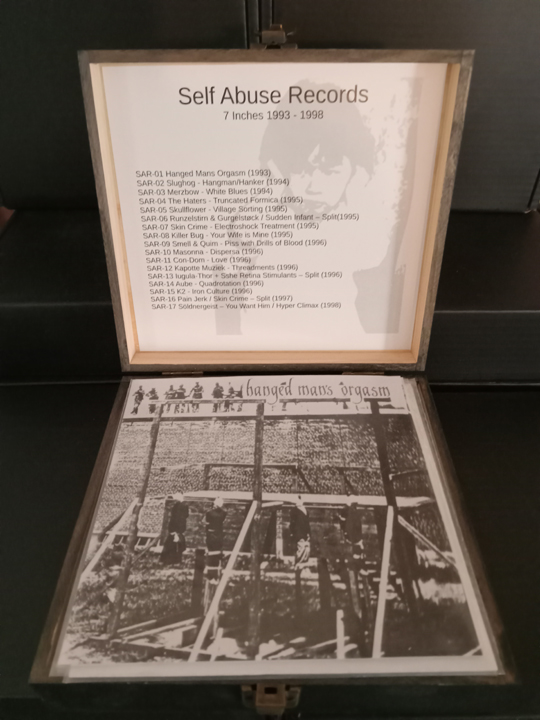 Self Abuse Records
7 Inches 1993 - 1998
SAR-01 Hanged Mans Orgasm (1993)
SAR-02 Slughog - Hangman/Hanker (1994)
SAR-03 Merzbow - White Blues (1994)
SAR-04 The Haters - Truncated Formica (1995)
SAR-05 Skullflower - Village Sorting (1995)
SAR-06 Runzelstirn & Gurgelstøck / Sudden Infant – Split(1995)
SAR-07 Skin Crime - Electroshock Treatment (1995)
SAR-08 Killer Bug - Your Wife is Mine (1995)
SAR-09 Smell & Quim - Piss with Drills of Blood (1996)
SAR-10 Masonna - Dispersa (1996)
SAR-11 Con-Dom - Love (1996)
SAR-12 Kapotte Muziek - Threadments (1996)
SAR-13 Iugula-Thor + Sshe Retina Stimulants – Split (1996)
SAR-14 Aube - Quadrotation (1996)
SAR-15 K2 - Iron Culture (1996)
SAR-16 Pain Jerk / Skin Crime – Split (1997)
SAR-17 Söldnergeist – You Want Him / Hyper Climax (1998)
hanged man's orgasm